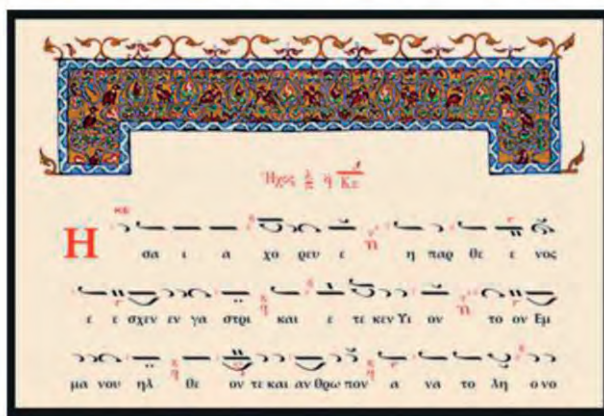 Ἦχος λ π q Κε
Η
σα ι α χο ρευ ε η παρ θε ε νος
ε ε σχεν εν γα στρι και ε τε κεν Υι ον το ον Εμ
μα νου ηλ θε ον τε και αν θρω πον α να το λη ο νο